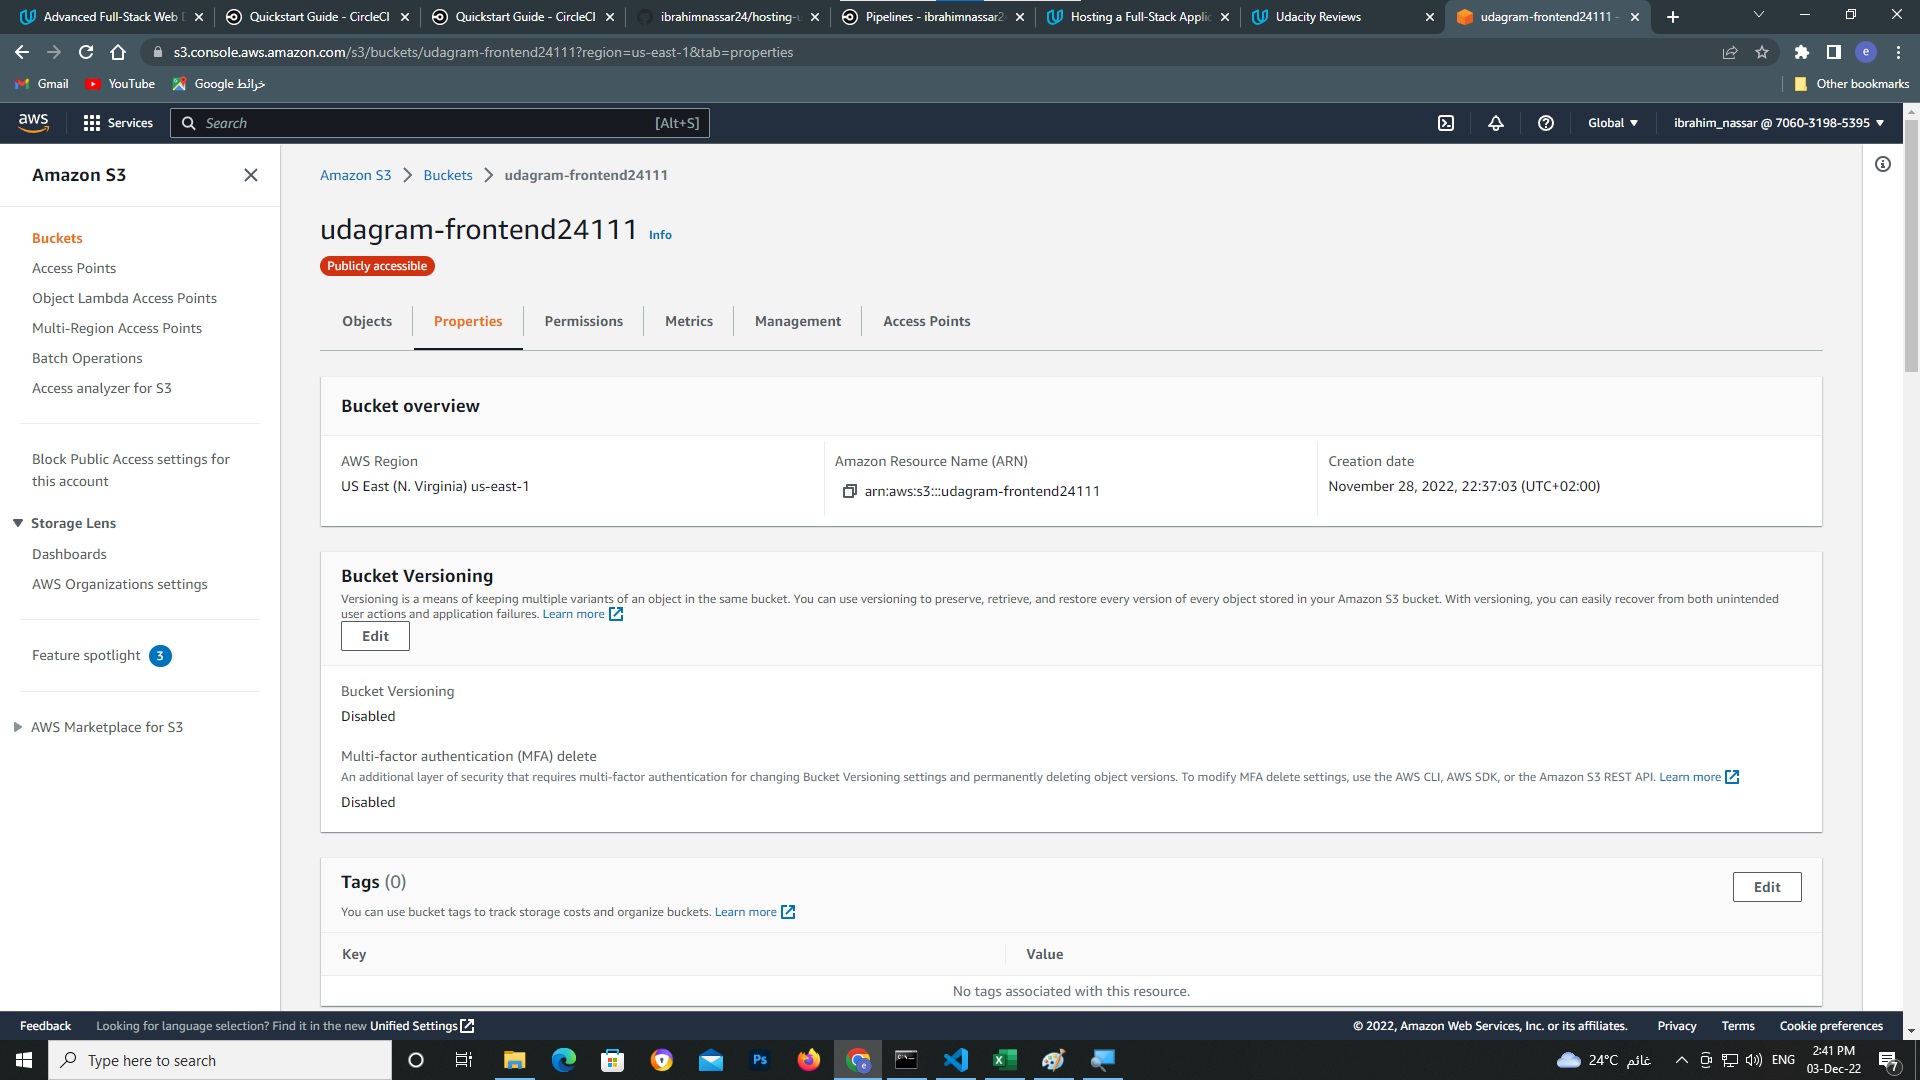 Advanced Full-Stack Web D
Quickstart Guide - CircleCI
Quickstart Guide - CircleCI
ibrahimnassar24/hosting-u
Pipelines - ibrahimnassar2
Hosting a Full-Stack Applic
Udacity Reviews
udagram-frontend24111 -
s3.console.aws.amazon.com/s3/buckets/udagram-frontend24111?region=us-east-1&tab=properties
e
Gmail
YouTube
خرائط Google
Other bookmarks
aws
Services
Search
[Alt+S]
Global
ibrahim_nassar @ 7060-3198-5395
Amazon S3
Buckets
Access Points
Object Lambda Access Points
Multi-Region Access Points
Batch Operations
Access analyzer for S3
Block Public Access settings for
this account
Storage Lens
Dashboards
AWS Organizations settings
Feature spotlight 3
AWS Marketplace for S3
Amazon S3 > Buckets > udagram-frontend24111
udagram-frontend24111 Info
Publicly accessible
Objects
Properties
Permissions
Metrics
Management
Access Points
Bucket overview
AWS Region
US East (N. Virginia) us-east-1
Amazon Resource Name (ARN)
arn:aws:s3:::udagram-frontend24111
Creation date
November 28, 2022, 22:37:03 (UTC+02:00)
Bucket Versioning
Versioning is a means of keeping multiple variants of an object in the same bucket. You can use versioning to preserve, retrieve, and restore every version of every object stored in your Amazon S3 bucket. With versioning, you can easily recover from both unintended
user actions and application failures. Learn more
Edit
Bucket Versioning
Disabled
Multi-factor authentication (MFA) delete
An additional layer of security that requires multi-factor authentication for changing Bucket Versioning settings and permanently deleting object versions. To modify MFA delete settings, use the AWS CLI, AWS SDK, or the Amazon S3 REST API. Learn more
Disabled
Tags (0)
You can use bucket tags to track storage costs and organize buckets. Learn more
Edit
Key
Value
No tags associated with this resource.
Feedback
Looking for language selection? Find it in the new Unified Settings
© 2022, Amazon Web Services, Inc. or its affiliates.
Privacy
Terms
Cookie preferences
Type here to search
Ps
24°C غائم
ENG
2:41 PM
03-Dec-22
7